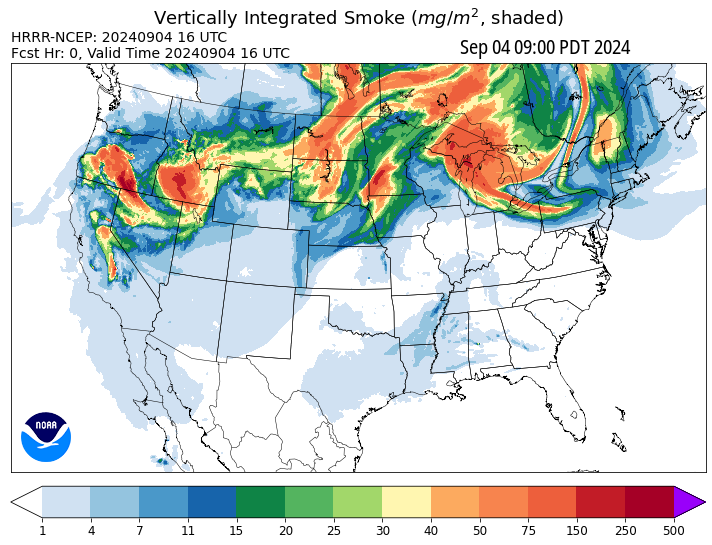 Vertically Integrated Smoke (mg/m², shaded)
HRRR-NCEP: 20240904 16 UTC
Fcst Hr: 0, Valid Time 20240904 16 UTC
Sep 04 09:00 PDT 2024
NOAA
1 4 7 11 15 20 25 30 40 50 75 150 250 500